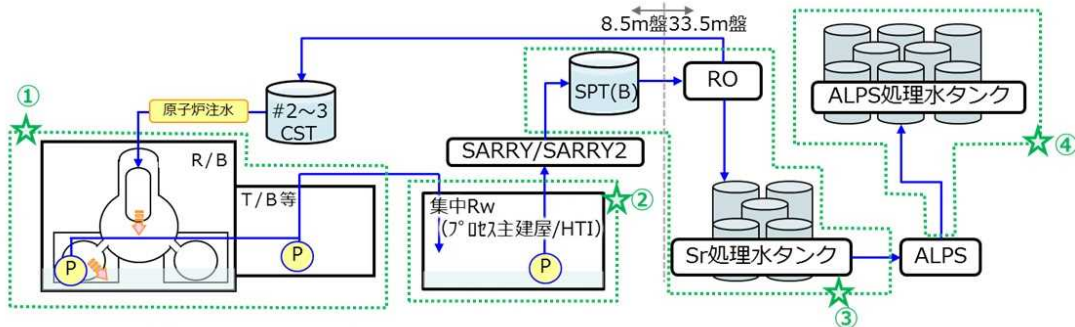 8.5m盤33.5m盤
①
原子炉注水
#2~3
CST
SPT(B)
RO
ALPS処理水タンク
④
R/B
SARRY/SARRY2
T/B等
②
集中Rw
(プロセス主建屋/HTI)
P
P
P
Sr処理水タンク
ALPS
③